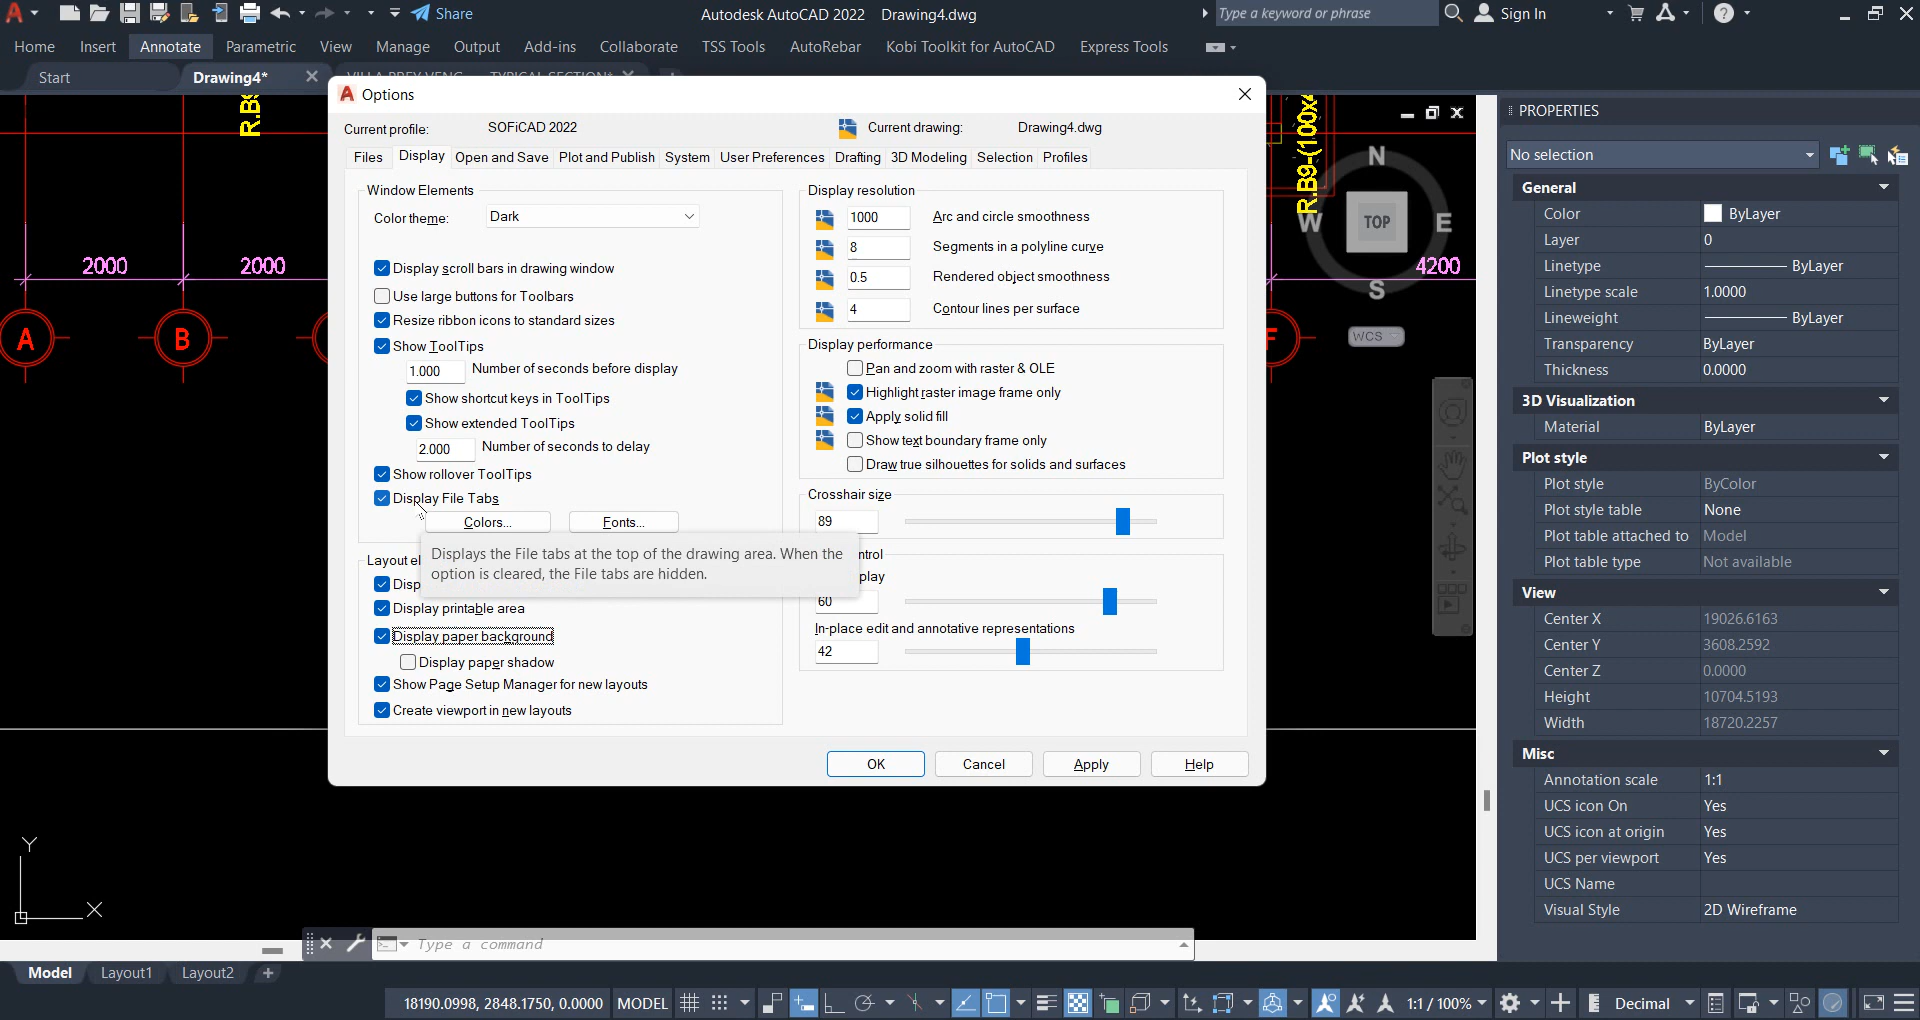 Share
Autodesk AutoCAD 2022 Drawing4.dwg
Type a keyword or phrase
Sign In
Home Insert Annotate Parametric View Manage Output Add-ins Collaborate TSS Tools AutoRebar Kobi Toolkit for AutoCAD Express Tools
Start
Drawing4*
Options
Current profile: SOFiCAD 2022
Current drawing: Drawing4.dwg
Files Display Open and Save Plot and Publish System User Preferences Drafting 3D Modeling Selection Profiles
Window Elements
Color theme: Dark
Display scroll bars in drawing window
Use large buttons for Toolbars
Resize ribbon icons to standard sizes
Show ToolTips
1.000 Number of seconds before display
Show shortcut keys in ToolTips
Show extended ToolTips
2.000 Number of seconds to delay
Show rollover ToolTips
Display File Tabs
Colors... Fonts...
Displays the File tabs at the top of the drawing area. When the
option is cleared, the File tabs are hidden.
Layout el
Disp
Display printable area
Display paper background
Display paper shadow
Show Page Setup Manager for new layouts
Create viewport in new layouts
Display resolution
1000 Arc and circle smoothness
8 Segments in a polyline curve
0.5 Rendered object smoothness
4 Contour lines per surface
Display performance
Pan and zoom with raster & OLE
Highlight raster image frame only
Apply solid fill
Show text boundary frame only
Draw true silhouettes for solids and surfaces
Crosshair size
89
ntrol
play
60
In-place edit and annotative representations
42
OK Cancel Apply Help
2000 2000
A B
4200
F
R.B9-(100x
N
W TOP E
S
WCS
PROPERTIES
No selection
General
Color ByLayer
Layer 0
Linetype ByLayer
Linetype scale 1.0000
Lineweight ByLayer
Transparency ByLayer
Thickness 0.0000
3D Visualization
Material ByLayer
Plot style
Plot style ByColor
Plot style table None
Plot table attached to Model
Plot table type Not available
View
Center X 19026.6163
Center Y 3608.2592
Center Z 0.0000
Height 10704.5193
Width 18720.2257
Misc
Annotation scale 1:1
UCS icon On Yes
UCS icon at origin Yes
UCS per viewport Yes
UCS Name
Visual Style 2D Wireframe
Y
X
Type a command
Model Layout1 Layout2
18190.0998, 2848.1750, 0.0000 MODEL
1:1 / 100%
Decimal